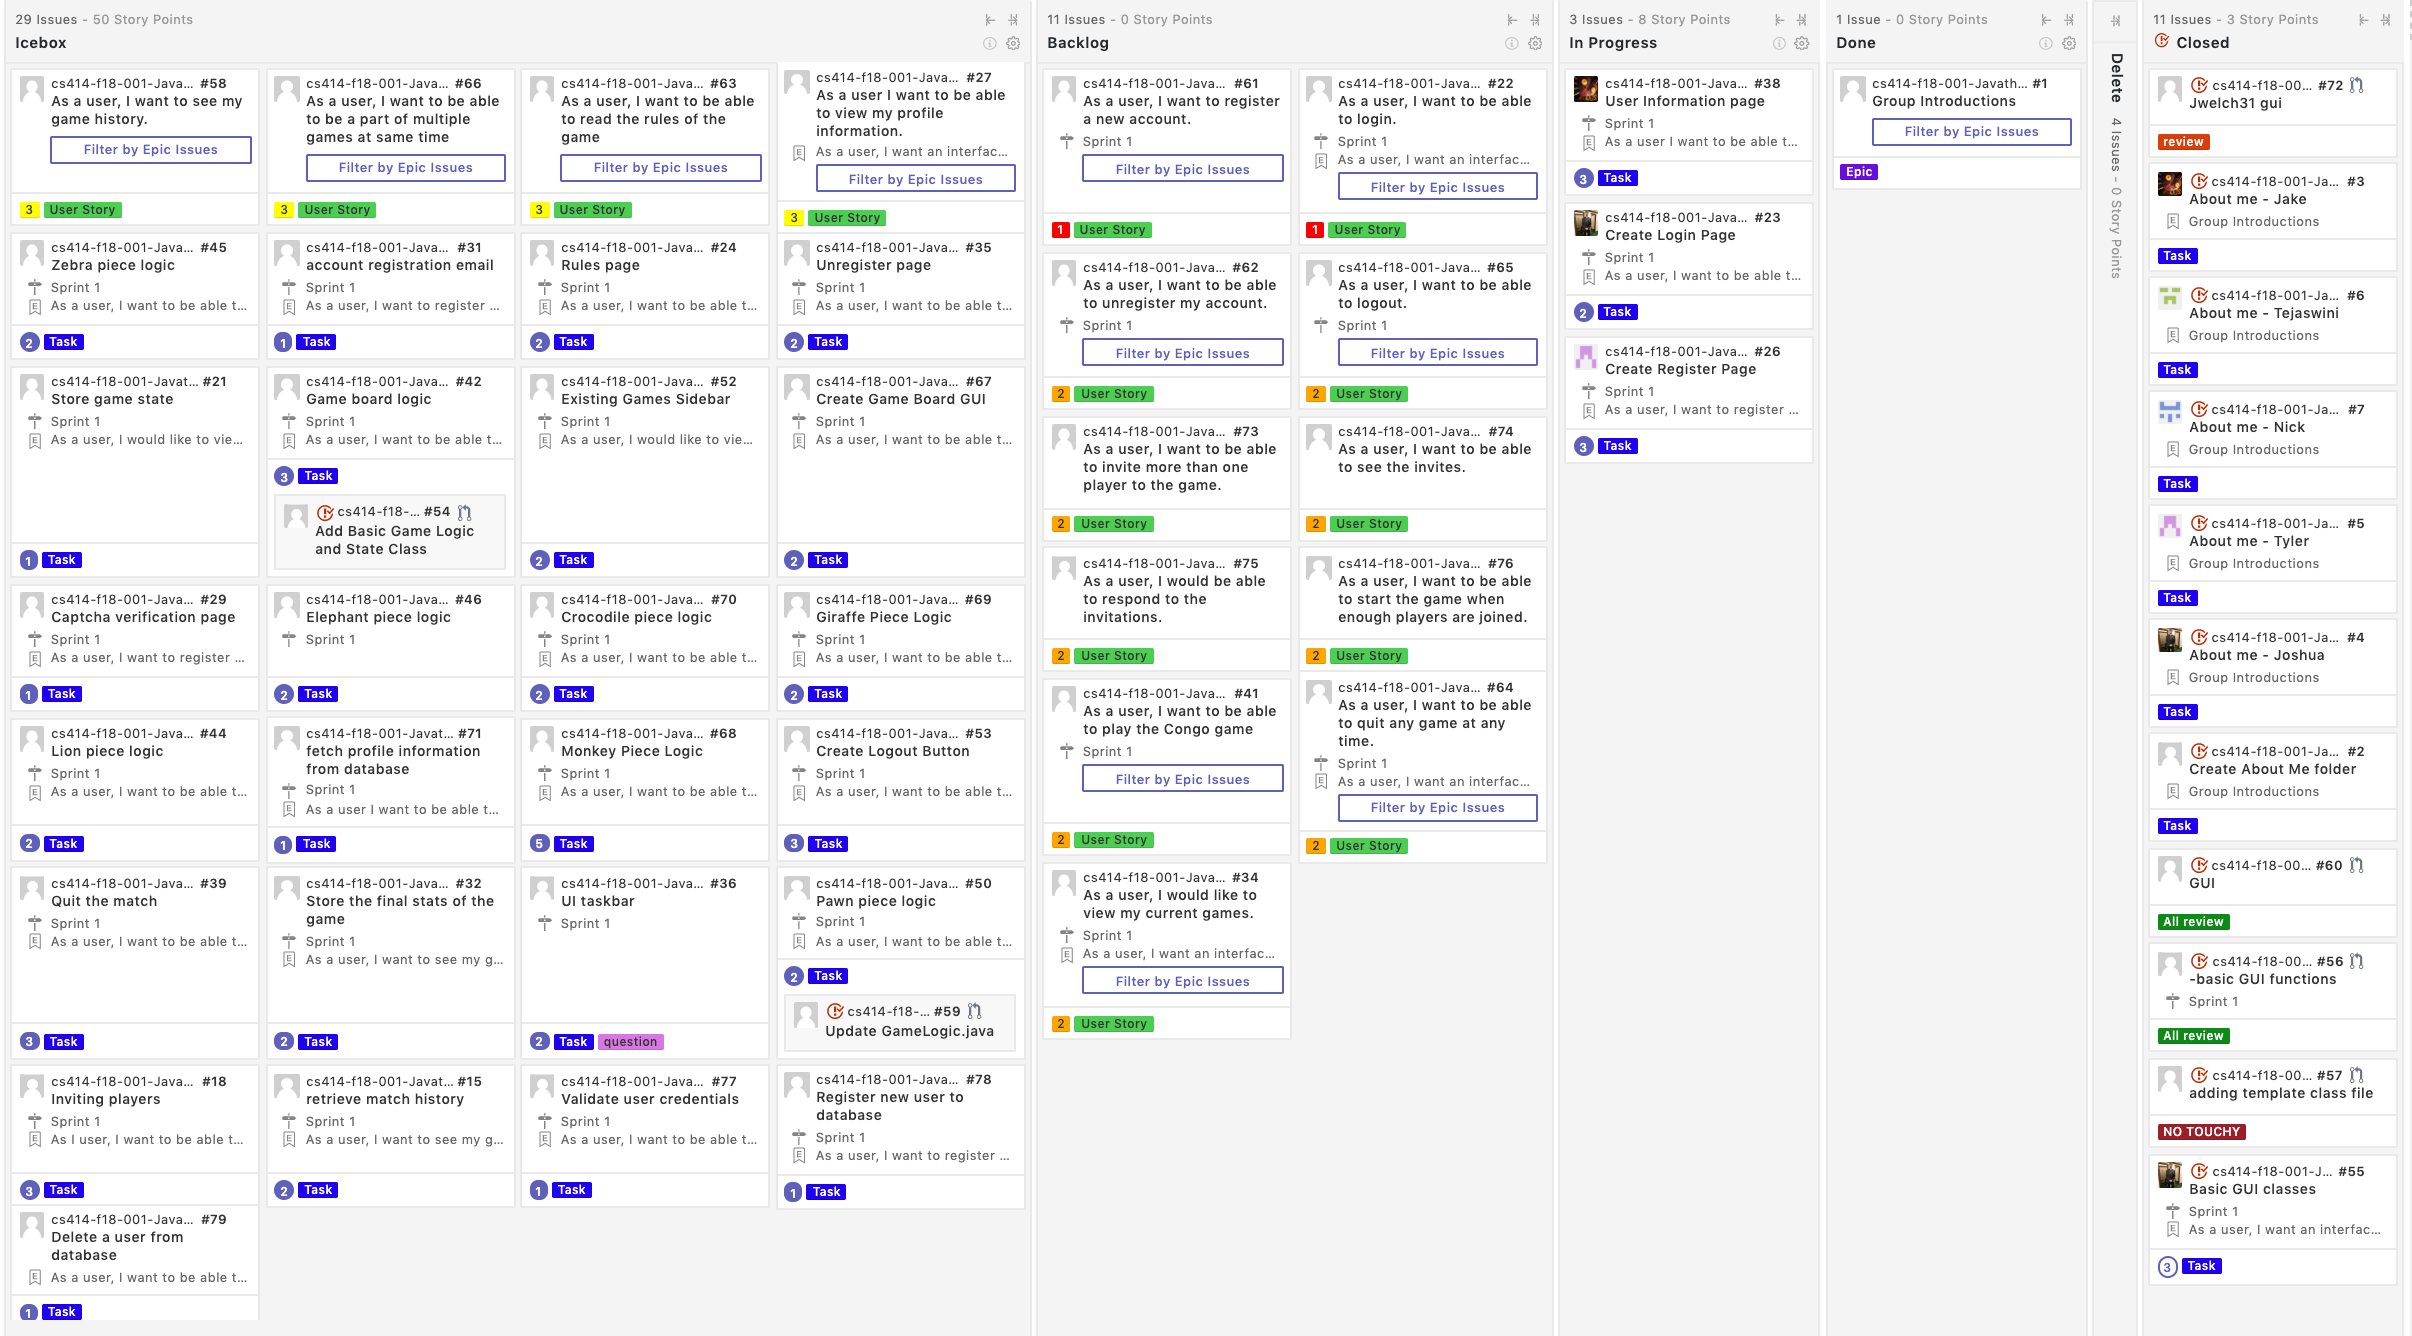 29 Issues - 50 Story Points
Icebox
cs414-f18-001-Java... #58
As a user, I want to see my
game history.
Filter by Epic Issues
3 User Story
cs414-f18-001-Java... #66
As a user, I want to be able
to be a part of multiple
games at same time
Filter by Epic Issues
3 User Story
cs414-f18-001-Java... #63
As a user, I want to be able
to read the rules of the
game
Filter by Epic Issues
3 User Story
cs414-f18-001-Java... #27
As a user I want to be able
to view my profile
information.
As a user, I want an interfac...
Filter by Epic Issues
3 User Story
cs414-f18-001-Java... #45
Zebra piece logic
Sprint 1
As a user, I want to be able t...
2 Task
cs414-f18-001-Java... #31
account registration email
Sprint 1
As a user, I want to register ...
1 Task
cs414-f18-001-Java... #24
Rules page
Sprint 1
As a user, I want to be able t...
2 Task
cs414-f18-001-Java... #35
Unregister page
Sprint 1
As a user, I want to be able t...
2 Task
cs414-f18-001-Javat... #21
Store game state
Sprint 1
As a user, I would like to vie...
1 Task
cs414-f18-001-Java... #42
Game board logic
Sprint 1
As a user, I want to be able t...
3 Task
cs414-f18-... #54
Add Basic Game Logic
and State Class
cs414-f18-001-Java... #52
Existing Games Sidebar
Sprint 1
As a user, I would like to vie...
2 Task
cs414-f18-001-Java... #67
Create Game Board GUI
Sprint 1
As a user, I want to be able t...
2 Task
cs414-f18-001-Java... #29
Captcha verification page
Sprint 1
As a user, I want to register ...
1 Task
cs414-f18-001-Java... #46
Elephant piece logic
Sprint 1
2 Task
cs414-f18-001-Java... #70
Crocodile piece logic
Sprint 1
As a user, I want to be able t...
2 Task
cs414-f18-001-Java... #69
Giraffe Piece Logic
Sprint 1
As a user, I want to be able t...
2 Task
cs414-f18-001-Java... #44
Lion piece logic
Sprint 1
As a user, I want to be able t...
2 Task
cs414-f18-001-Javat... #71
fetch profile information
from database
Sprint 1
As a user I want to be able t...
1 Task
cs414-f18-001-Java... #68
Monkey Piece Logic
Sprint 1
As a user, I want to be able t...
5 Task
cs414-f18-001-Java... #53
Create Logout Button
Sprint 1
As a user, I want to be able t...
3 Task
cs414-f18-001-Java... #39
Quit the match
Sprint 1
As a user, I want to be able t...
3 Task
cs414-f18-001-Java... #32
Store the final stats of the
game
Sprint 1
As a user, I want to see my g...
2 Task
cs414-f18-001-Java... #36
UI taskbar
Sprint 1
2 Task question
cs414-f18-001-Java... #50
Pawn piece logic
Sprint 1
As a user, I want to be able t...
2 Task
cs414-f18-... #59
Update GameLogic.java
cs414-f18-001-Java... #18
Inviting players
Sprint 1
As I user, I want to be able t...
3 Task
cs414-f18-001-Javat... #15
retrieve match history
Sprint 1
As a user, I want to see my g...
2 Task
cs414-f18-001-Java... #77
Validate user credentials
Sprint 1
As a user, I want to be able t...
1 Task
cs414-f18-001-Java... #78
Register new user to
database
Sprint 1
As a user, I want to register ...
1 Task
cs414-f18-001-Java... #79
Delete a user from
database
As a user, I want to be able t...
1 Task
11 Issues - 0 Story Points
Backlog
cs414-f18-001-Java... #61
As a user, I want to register
a new account.
Sprint 1
Filter by Epic Issues
1 User Story
cs414-f18-001-Java... #22
As a user, I want to be able
to login.
Sprint 1
As a user, I want an interfac...
Filter by Epic Issues
1 User Story
cs414-f18-001-Java... #62
As a user, I want to be able
to unregister my account.
Sprint 1
Filter by Epic Issues
2 User Story
cs414-f18-001-Java... #65
As a user, I want to be able
to logout.
Sprint 1
Filter by Epic Issues
2 User Story
cs414-f18-001-Java... #73
As a user, I want to be able
to invite more than one
player to the game.
2 User Story
cs414-f18-001-Java... #74
As a user, I want to be able
to see the invites.
2 User Story
cs414-f18-001-Java... #75
As a user, I would be able
to respond to the
invitations.
2 User Story
cs414-f18-001-Java... #76
As a user, I want to be able
to start the game when
enough players are joined.
2 User Story
cs414-f18-001-Java... #41
As a user, I want to be able
to play the Congo game
Sprint 1
Filter by Epic Issues
2 User Story
cs414-f18-001-Java... #64
As a user, I want to be able
to quit any game at any
time.
Sprint 1
As a user, I want an interfac...
Filter by Epic Issues
2 User Story
cs414-f18-001-Java... #34
As a user, I would like to
view my current games.
Sprint 1
As a user, I want an interfac...
Filter by Epic Issues
2 User Story
3 Issues - 8 Story Points
In Progress
cs414-f18-001-Java... #38
User Information page
Sprint 1
As a user I want to be able t...
3 Task
cs414-f18-001-Java... #23
Create Login Page
Sprint 1
As a user, I want to be able t...
2 Task
cs414-f18-001-Java... #26
Create Register Page
Sprint 1
As a user, I want to register ...
3 Task
1 Issue - 0 Story Points
Done
cs414-f18-001-Javath... #1
Group Introductions
Filter by Epic Issues
Epic
Delete 4 Issues - 0 Story Points
11 Issues - 3 Story Points
Closed
cs414-f18-00... #72
Jwelch31 gui
review
cs414-f18-001-Ja... #3
About me - Jake
Group Introductions
Task
cs414-f18-001-Ja... #6
About me - Tejaswini
Group Introductions
Task
cs414-f18-001-Ja... #7
About me - Nick
Group Introductions
Task
cs414-f18-001-Ja... #5
About me - Tyler
Group Introductions
Task
cs414-f18-001-Ja... #4
About me - Joshua
Group Introductions
Task
cs414-f18-001-Ja... #2
Create About Me folder
Group Introductions
Task
cs414-f18-00... #60
GUI
All review
cs414-f18-00... #56
-basic GUI functions
Sprint 1
All review
cs414-f18-00... #57
adding template class file
NO TOUCHY
cs414-f18-001-J... #55
Basic GUI classes
Sprint 1
As a user, I want an interfac...
3 Task